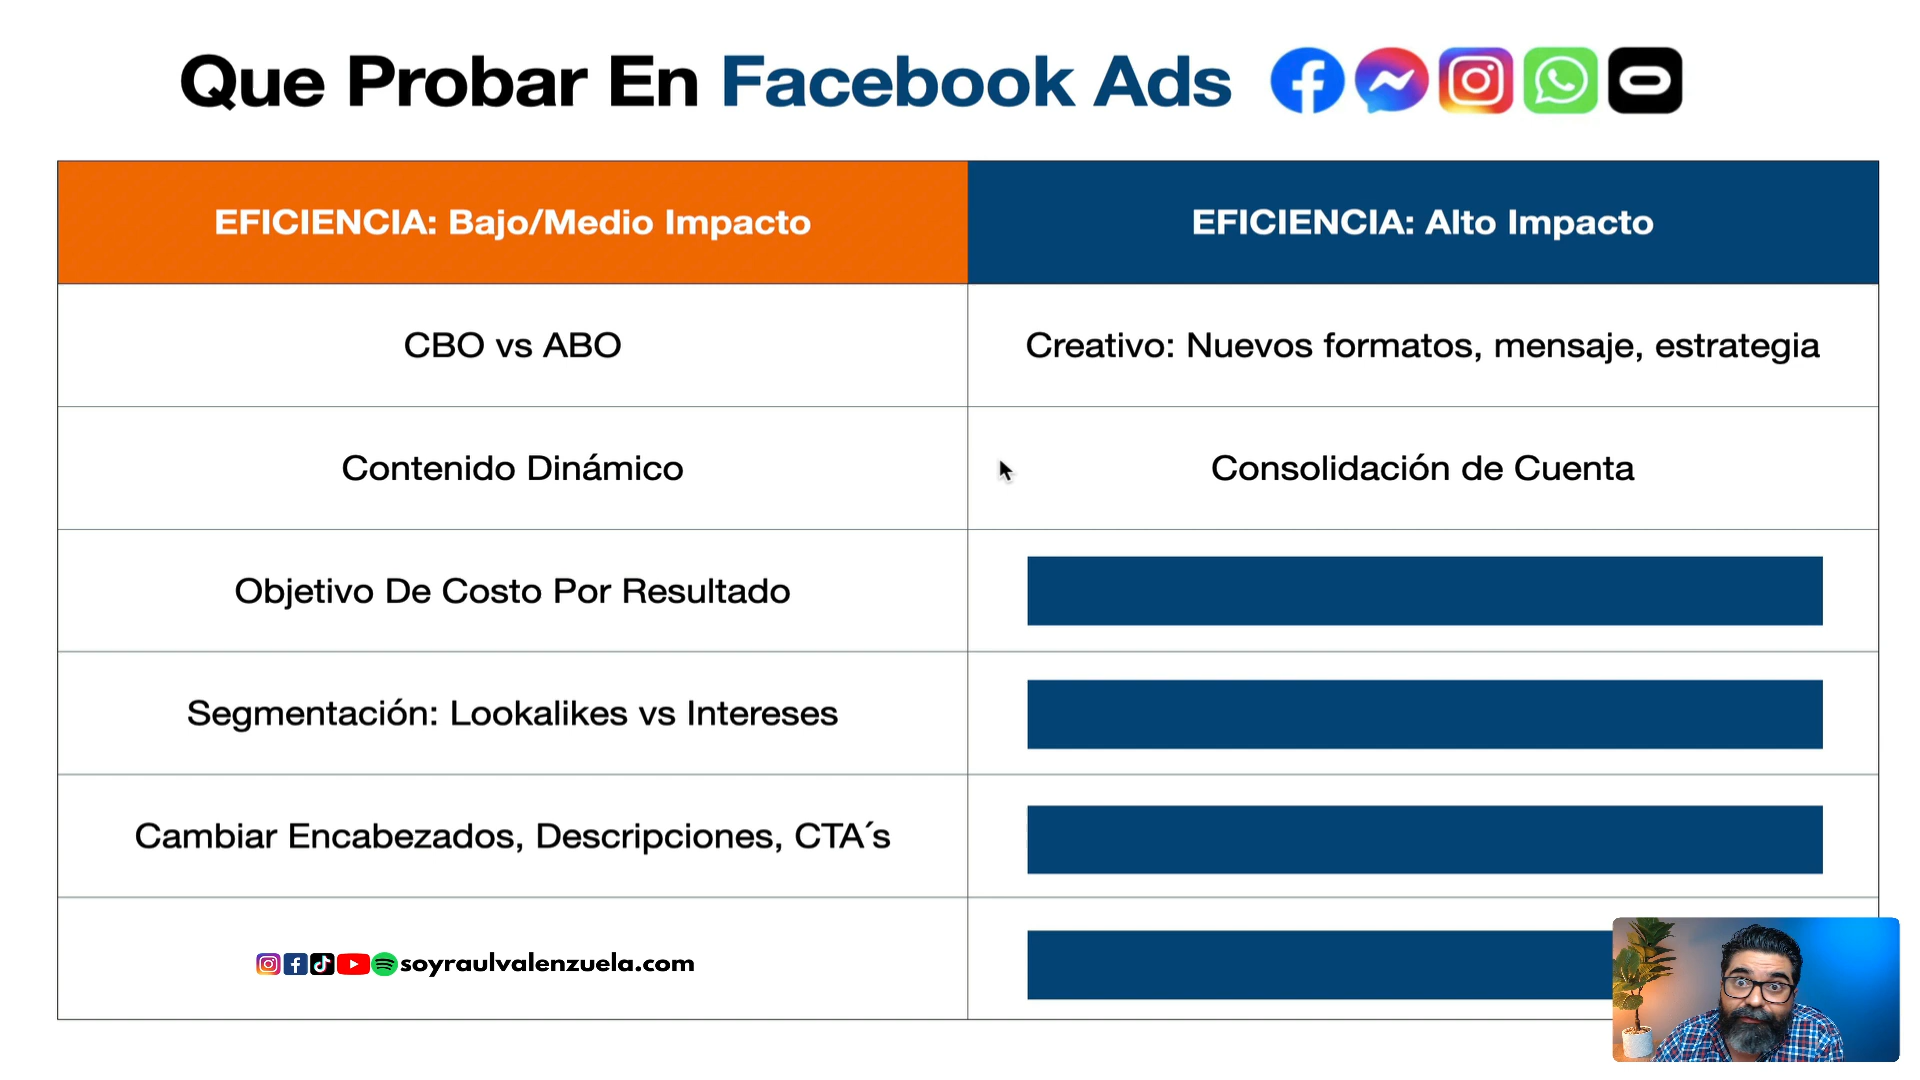 Que Probar En Facebook Ads
EFICIENCIA: Bajo/Medio Impacto
EFICIENCIA: Alto Impacto
CBO vs ABO
Creativo: Nuevos formatos, mensaje, estrategia
Contenido Dinámico
Consolidación de Cuenta
Objetivo De Costo Por Resultado
Segmentación: Lookalikes vs Intereses
Cambiar Encabezados, Descripciones, CTA´s
soyraulvalenzuela.com